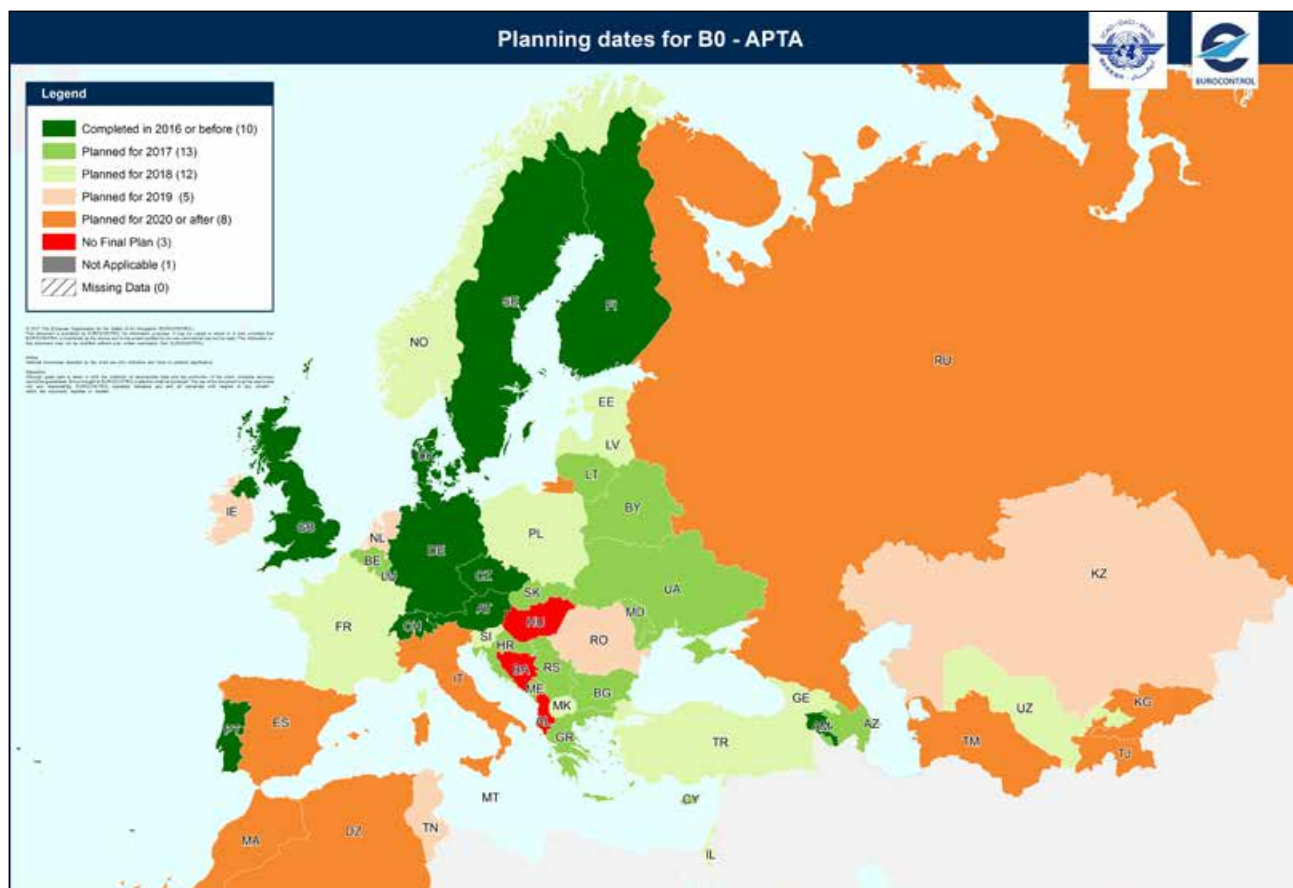 Planning dates for B0 - APTA
EUROCONTROL
Legend
Completed in 2016 or before (10)
Planned for 2017 (13)
Planned for 2018 (12)
Planned for 2019 (5)
Planned for 2020 or after (8)
No Final Plan (3)
Not Applicable (1)
Missing Data (0)
SE
FI
NO
RU
EE
LV
DK
LT
IE
GB
BY
NL
PL
DE
BE
LU
CZ
KZ
SK
UA
AT
FR
CH
HU
MD
SI
RO
HR
BA
RS
IT
ME
BG
GE
UZ
KG
PT
ES
MK
AL
AM
AZ
GR
TR
TM
TJ
MT
CY
TN
MA
DZ
IL